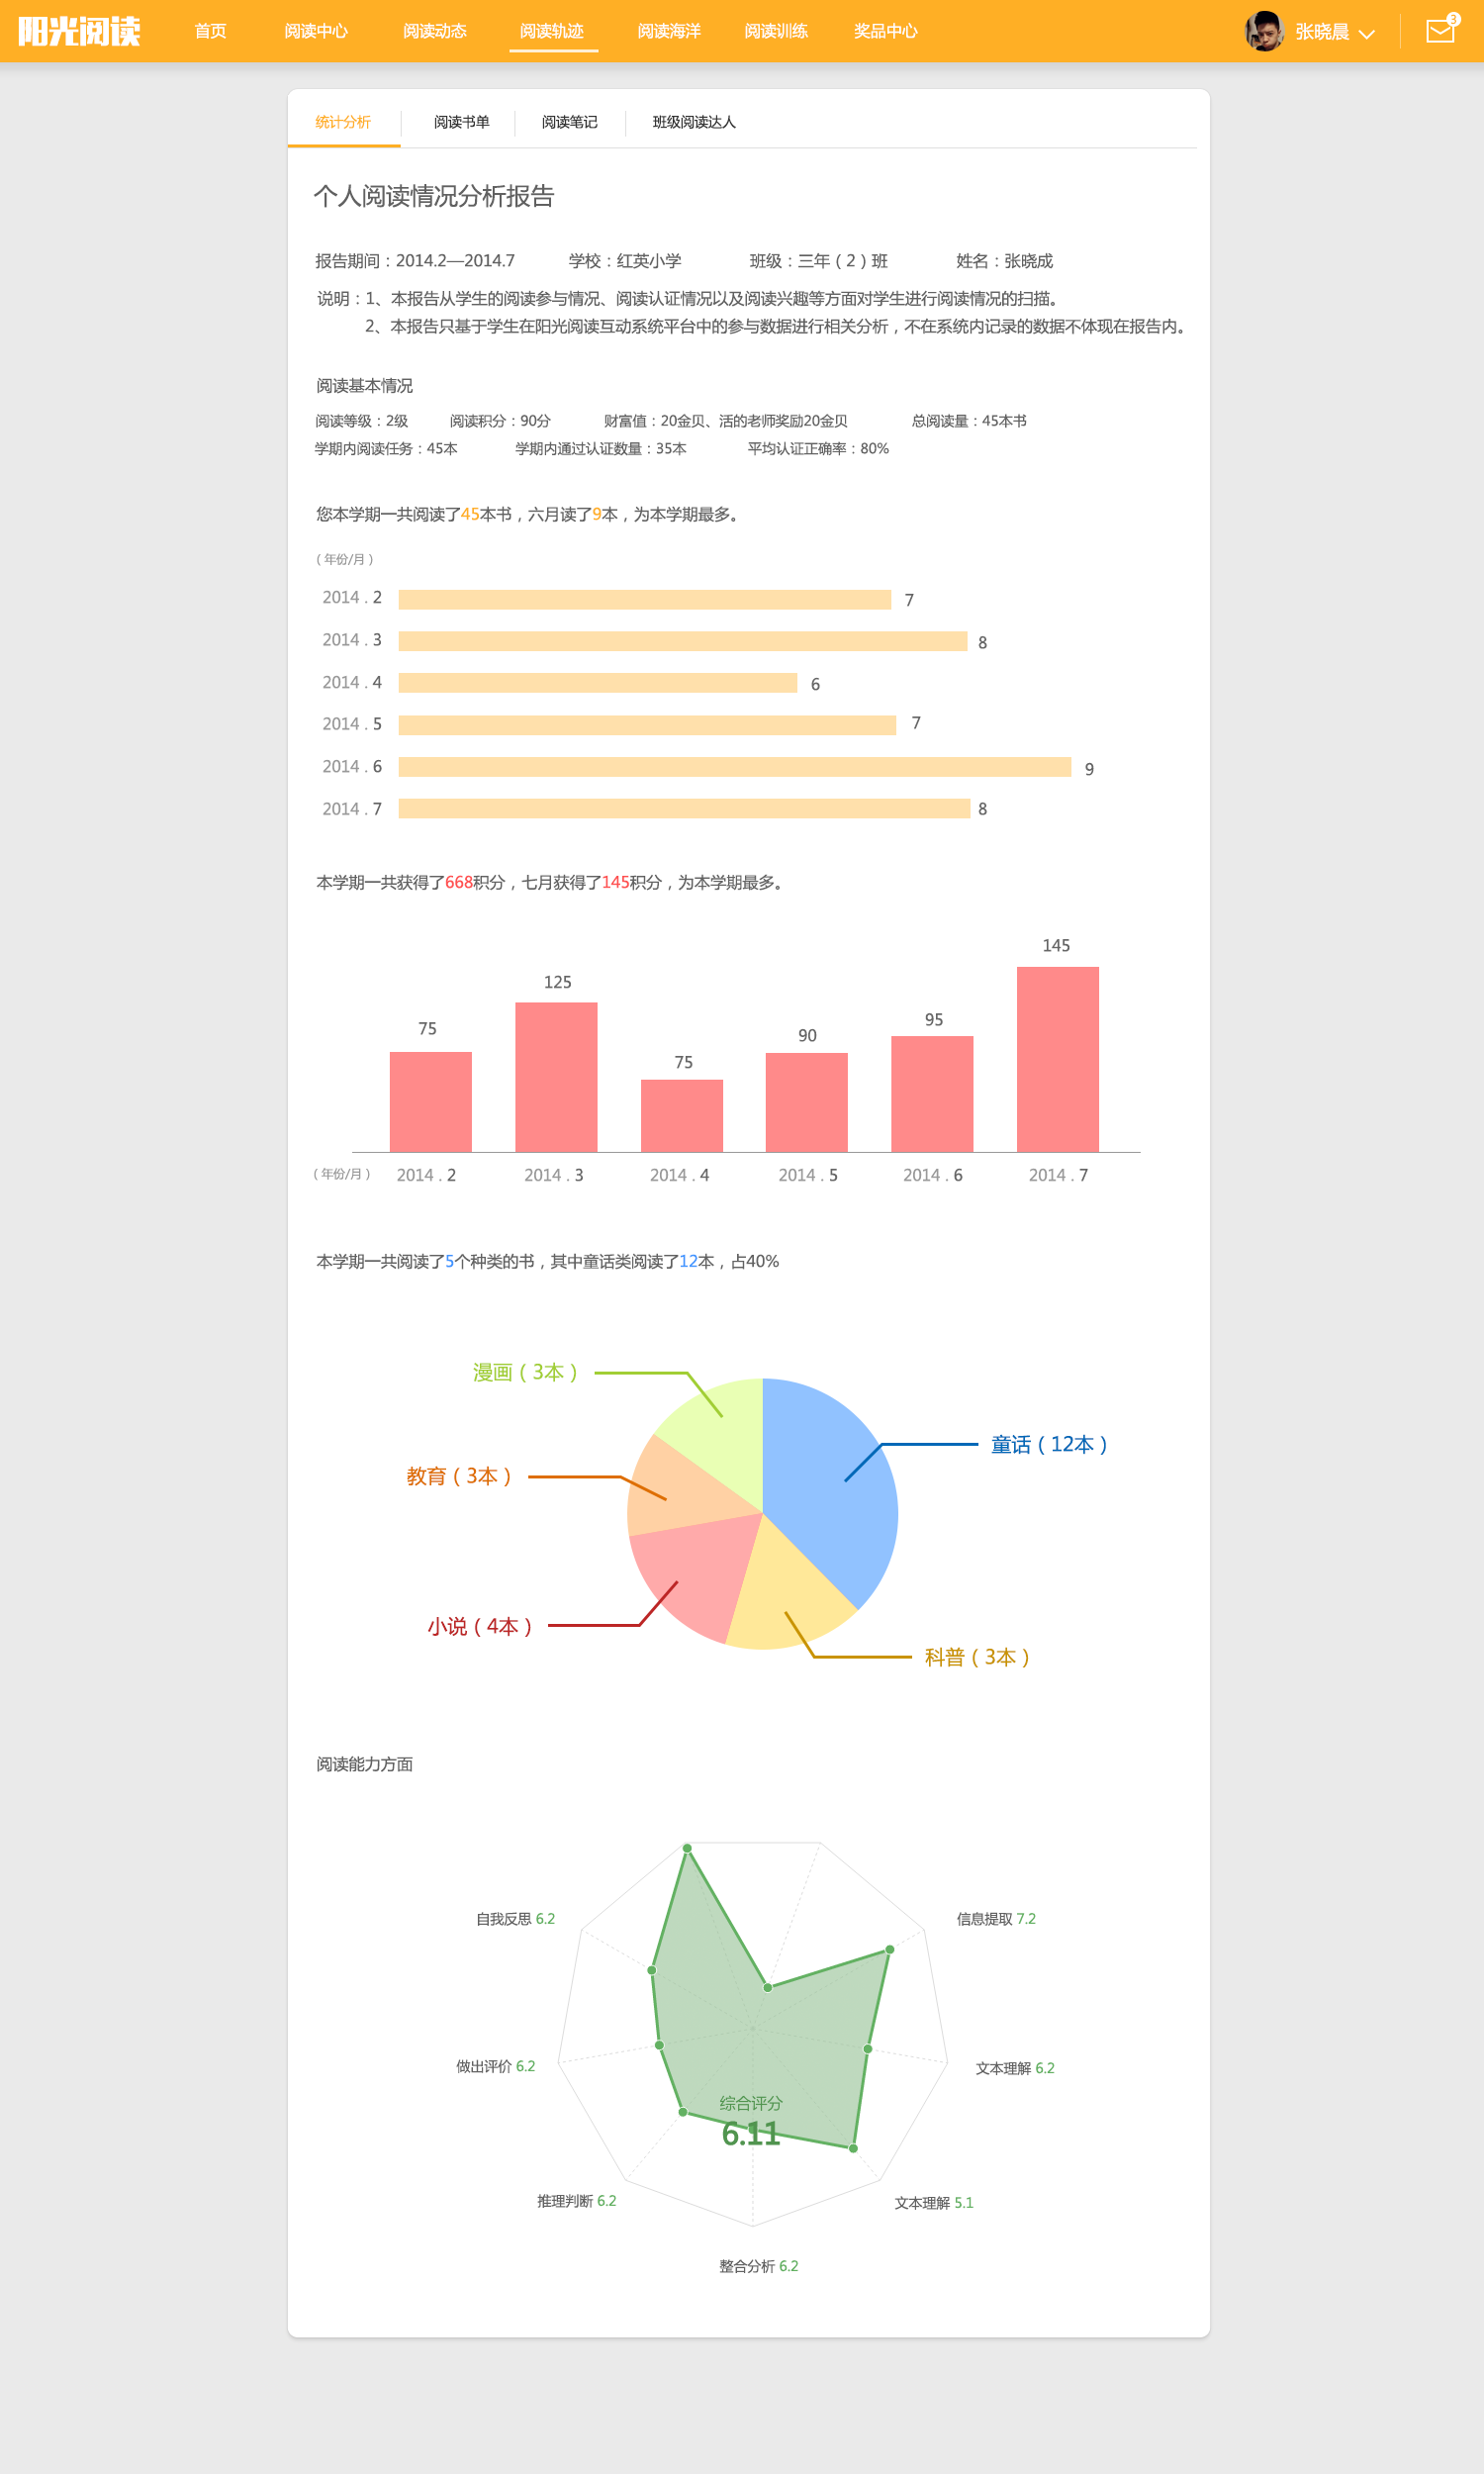 阳光阅读 首页 阅读中心 阅读动态 阅读轨迹 阅读海洋 阅读训练 奖品中心 张晓晨 3
统计分析 阅读书单 阅读笔记 班级阅读达人
个人阅读情况分析报告
报告期间：2014.2—2014.7 学校：红英小学 班级：三年（2）班 姓名：张晓成
说明：1、本报告从学生的阅读参与情况、阅读认证情况以及阅读兴趣等方面对学生进行阅读情况的扫描。
2、本报告只基于学生在阳光阅读互动系统平台中的参与数据进行相关分析，不在系统内记录的数据不体现在报告内。
阅读基本情况
阅读等级：2级 阅读积分：90分 财富值：20金贝、活的老师奖励20金贝 总阅读量：45本书
学期内阅读任务：45本 学期内通过认证数量：35本 平均认证正确率：80%
您本学期一共阅读了45本书，六月读了9本，为本学期最多。
（年份/月）
2014 . 2 7
2014 . 3 8
2014 . 4 6
2014 . 5 7
2014 . 6 9
2014 . 7 8
本学期一共获得了668积分，七月获得了145积分，为本学期最多。
75 125 75 90 95 145
（年份/月） 2014 . 2 2014 . 3 2014 . 4 2014 . 5 2014 . 6 2014 . 7
本学期一共阅读了5个种类的书，其中童话类阅读了12本，占40%
漫画（3本）
童话（12本）
教育（3本）
小说（4本）
科普（3本）
阅读能力方面
自我反思 6.2 信息提取 7.2
做出评价 6.2 文本理解 6.2
综合评分
6.11
推理判断 6.2 文本理解 5.1
整合分析 6.2